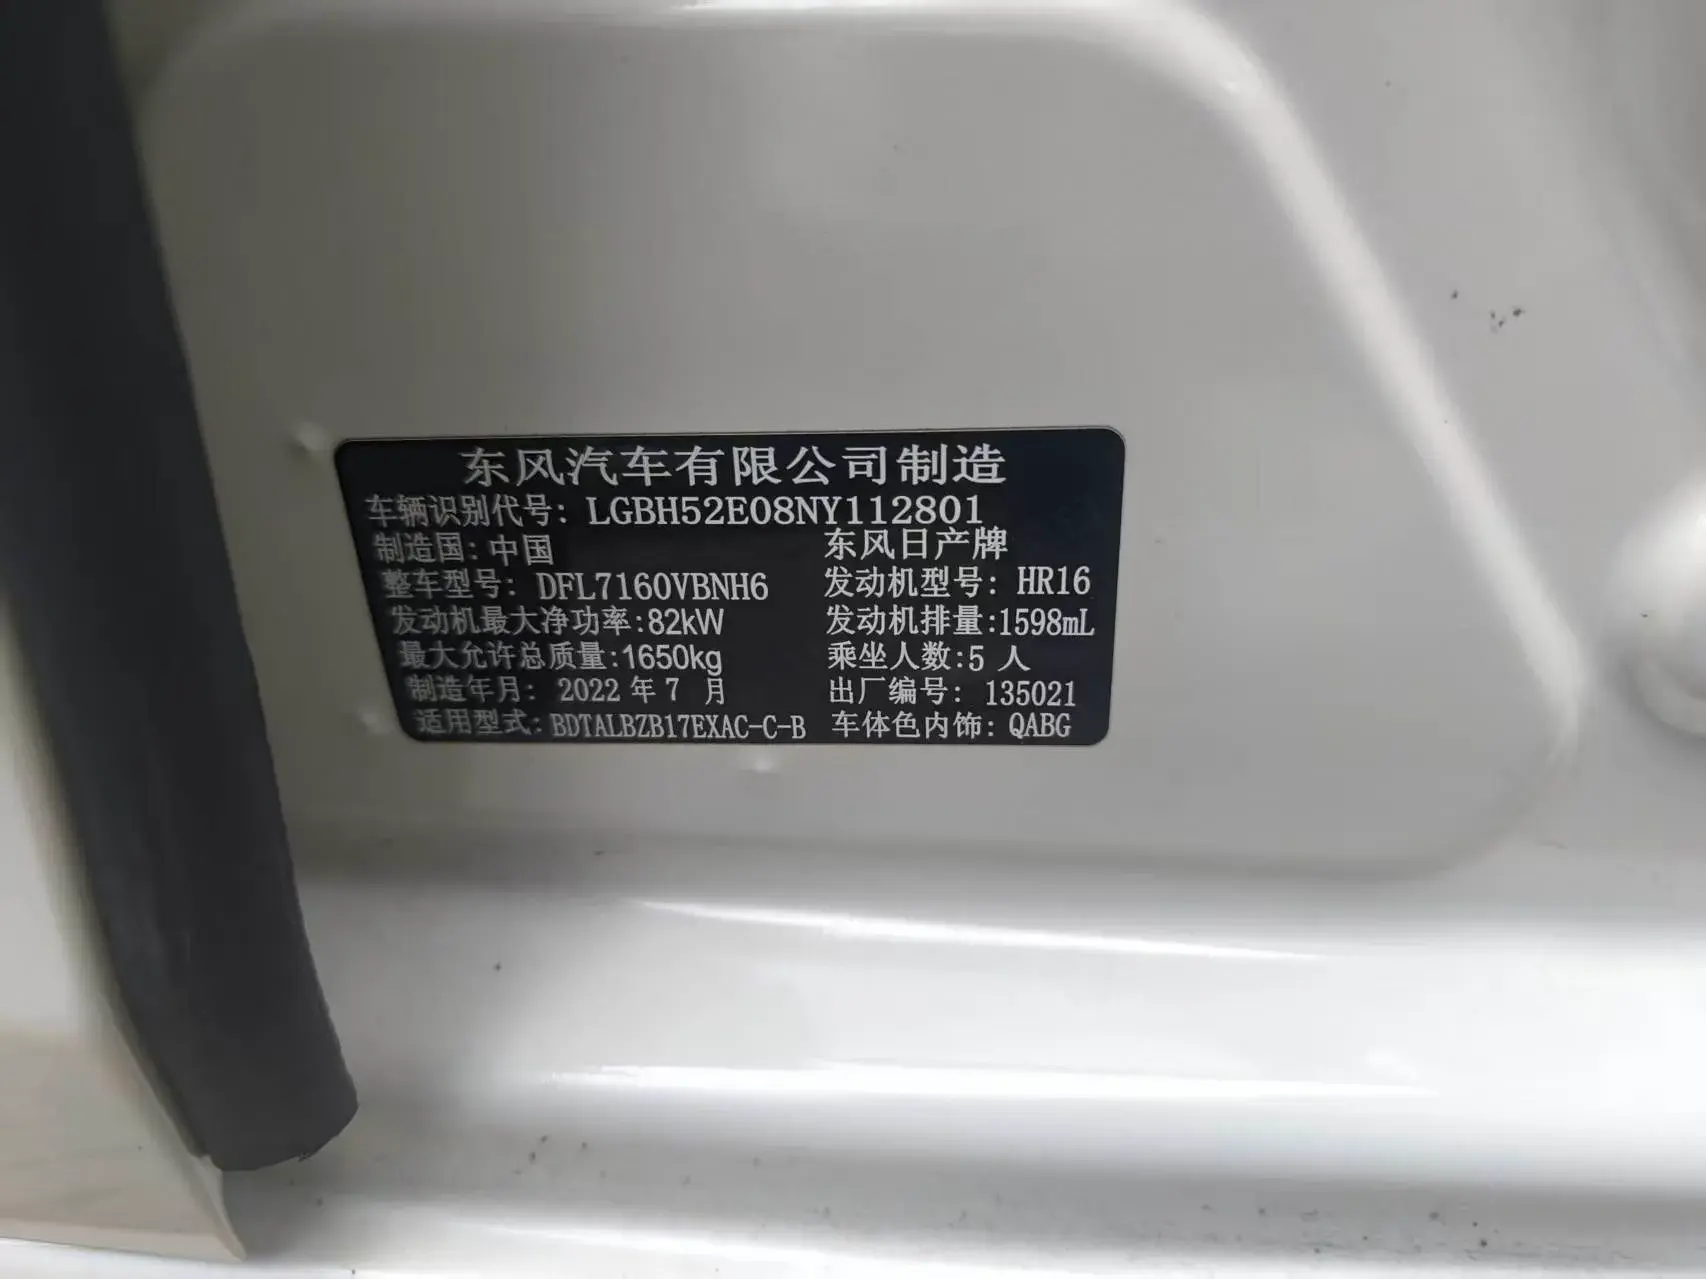 东风汽车有限公司制造
车辆识别代号: LGBH52E08NY112801
制造国: 中国 东风日产牌
整车型号: DFL7160VBNH6 发动机型号: HR16
发动机最大净功率:82kW 发动机排量:1598mL
最大允许总质量:1650kg 乘坐人数:5 人
制造年月: 2022 年 7 月 出厂编号: 135021
适用型式: BDTALBZB17EXAC-C-B 车体色内饰: QABG